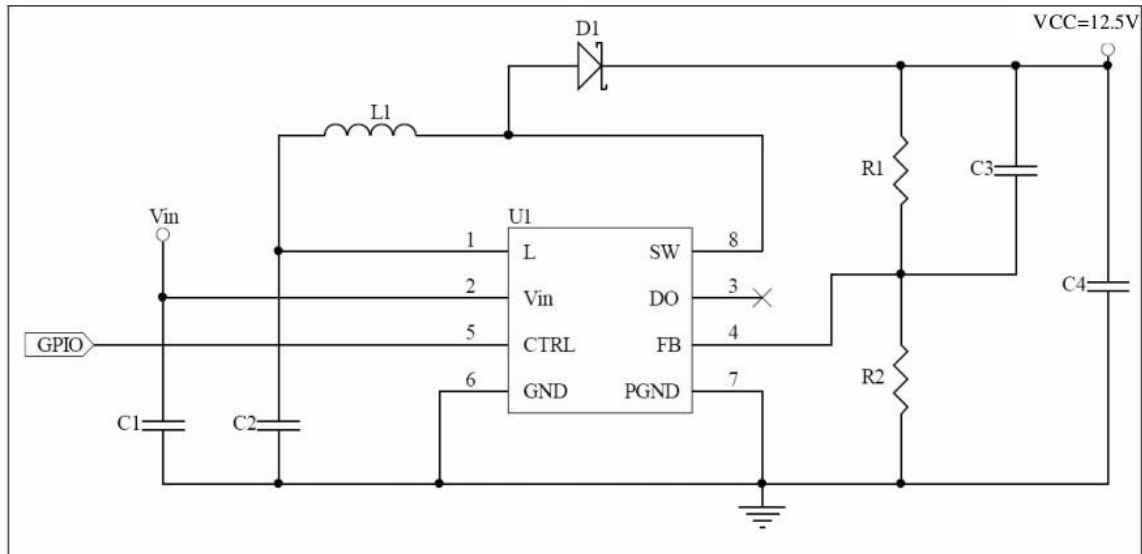 VCC=12.5V
D1
L1
R1
C3
Vin
U1
1 L SW 8
2 Vin DO 3
C4
GPIO 5 CTRL FB 4
R2
6 GND PGND 7
C1 C2